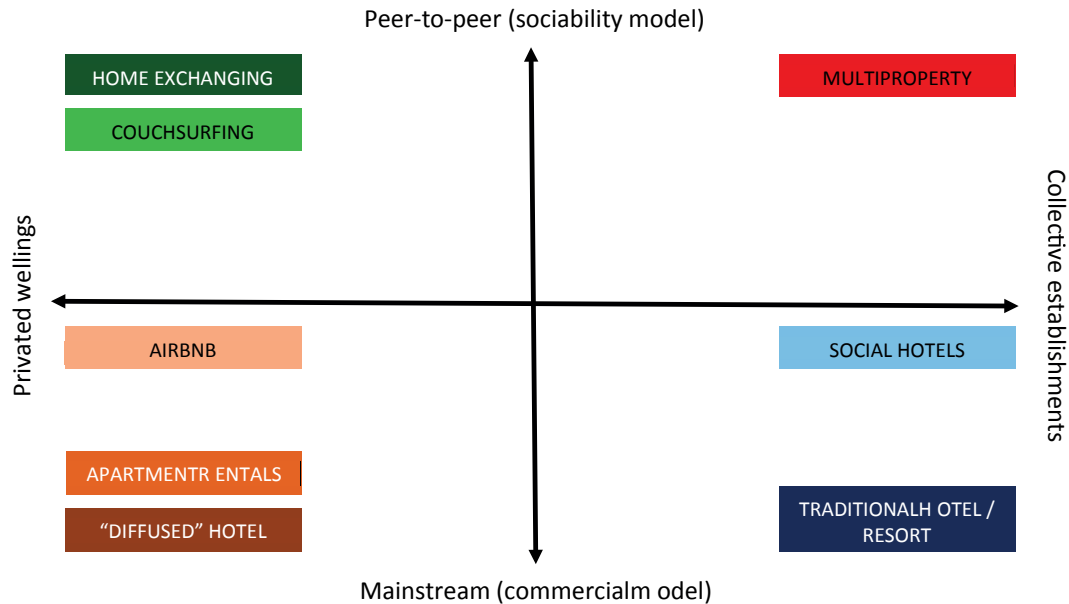 Peer-to-peer (sociability model)
HOME EXCHANGING
MULTIPROPERTY
COUCHSURFING
Privated wellings
Collective establishments
AIRBNB
SOCIAL HOTELS
APARTMENTR ENTALS
“DIFFUSED” HOTEL
TRADITIONALH OTEL /
RESORT
Mainstream (commercialm odel)